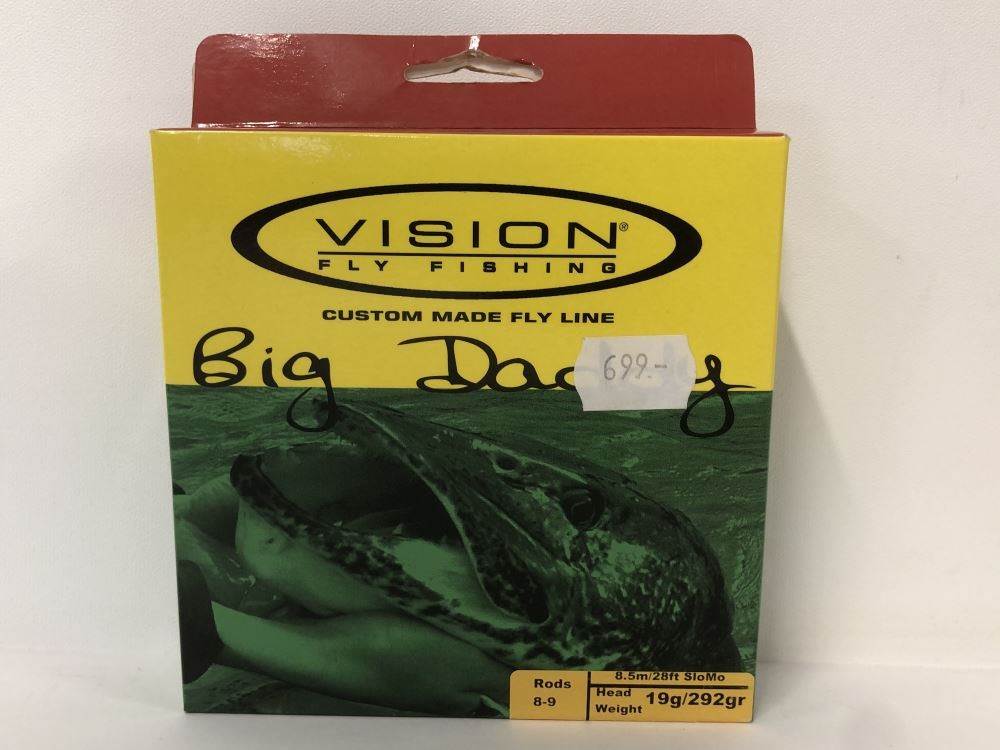 VISION®
FLY FISHING
CUSTOM MADE FLY LINE
Big Daddy
699.-
Rods
8-9
8.5m/28ft SloMo
Head
Weight
19g/292gr